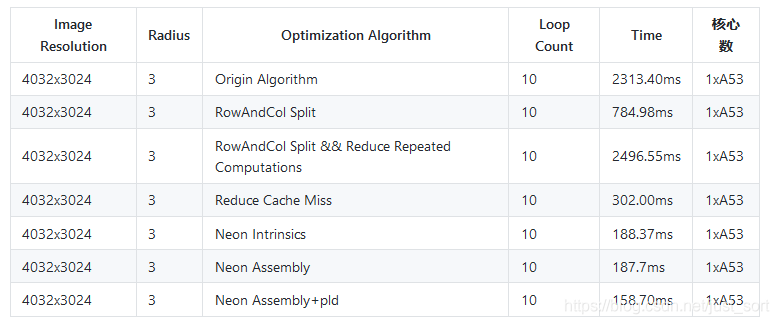 Image Resolution Radius Optimization Algorithm Loop Count Time 核心数
4032x3024 3 Origin Algorithm 10 2313.40ms 1xA53
4032x3024 3 RowAndCol Split 10 784.98ms 1xA53
4032x3024 3 RowAndCol Split && Reduce Repeated Computations 10 2496.55ms 1xA53
4032x3024 3 Reduce Cache Miss 10 302.00ms 1xA53
4032x3024 3 Neon Intrinsics 10 188.37ms 1xA53
4032x3024 3 Neon Assembly 10 187.7ms 1xA53
4032x3024 3 Neon Assembly+pld 10 158.70ms 1xA53
https://blog.csdn.net/just_sort